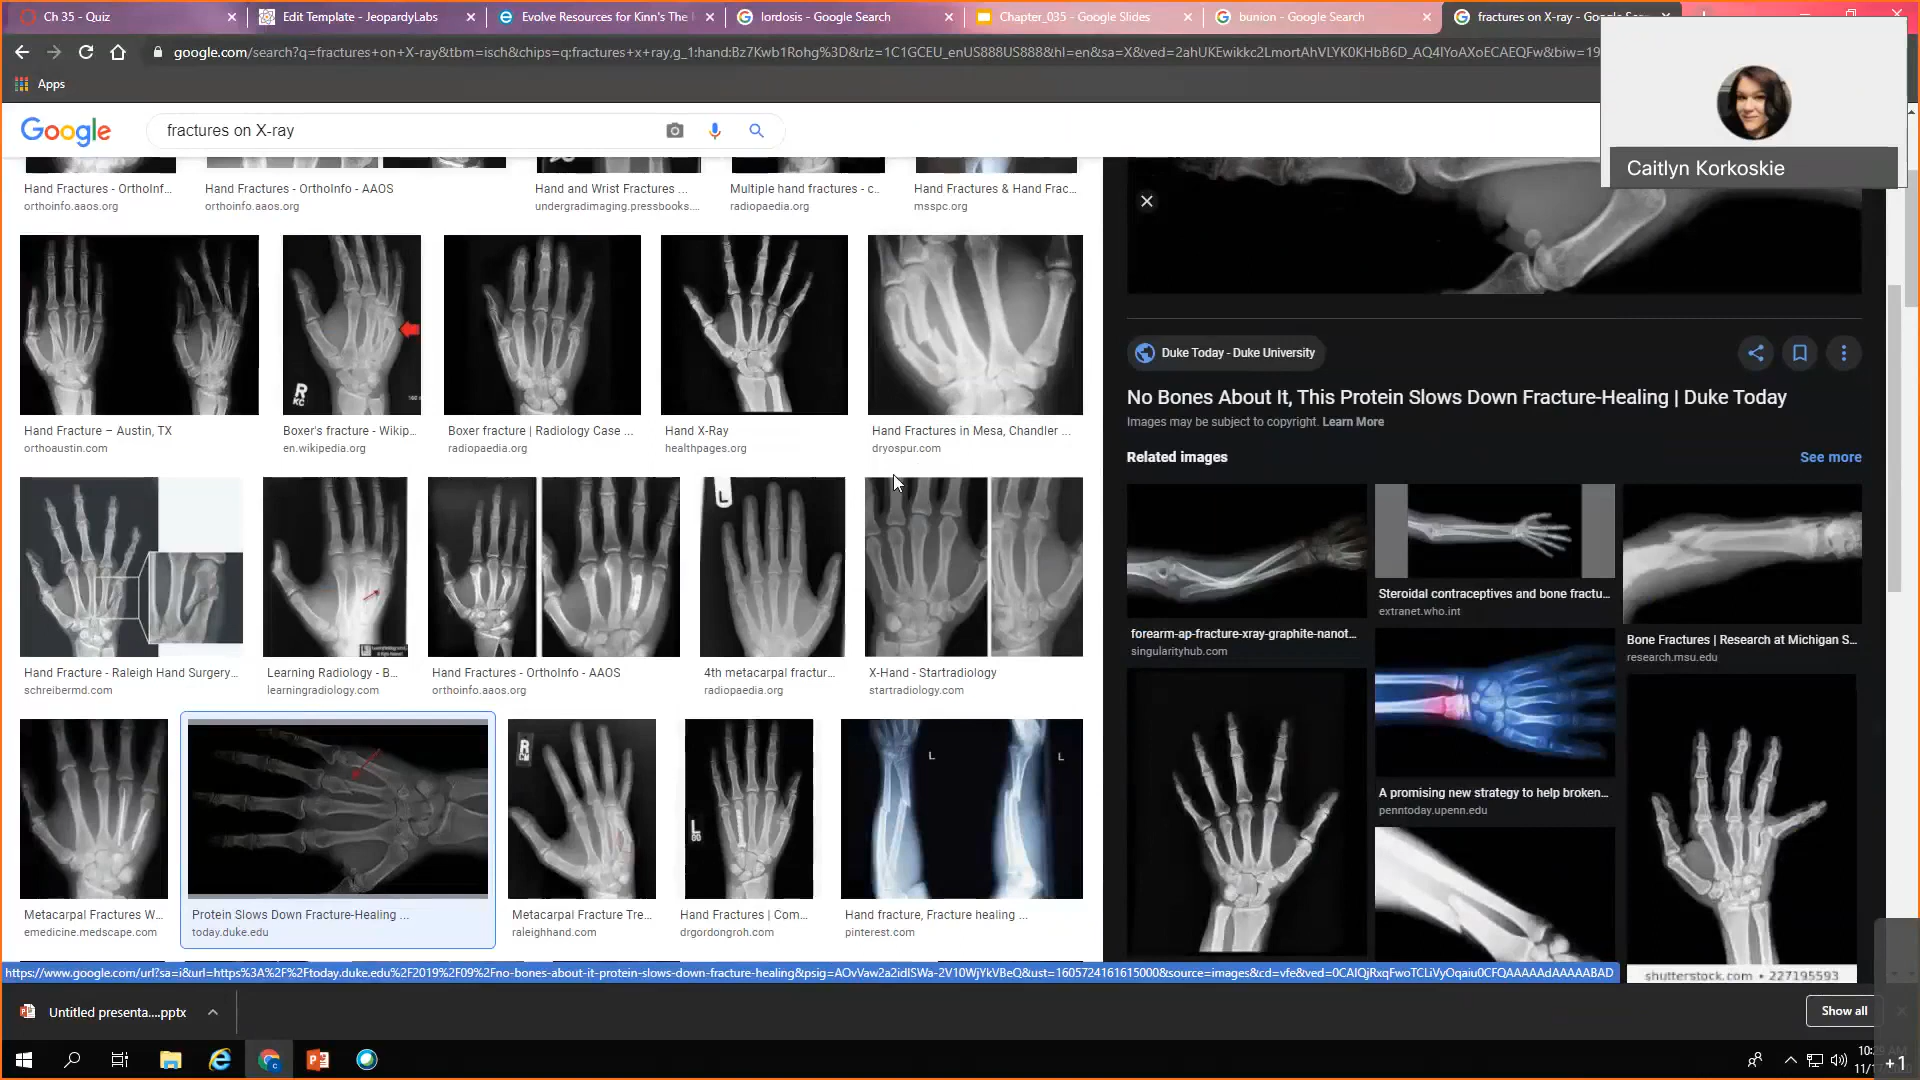 Ch 35 - Quiz
Edit Template - JeopardyLabs
Evolve Resources for Kinn's The
lordosis - Google Search
Chapter_035 - Google Slides
bunion - Google Search
fractures on X-ray - Google
google.com/search?q=fractures+on+X-ray&tbm=isch&chips=q:fractures+x+ray,g_1:hand:Bz7Kwb1Rohg%3D&rlz=1C1GCEU_enUS888US888&hl=en&sa=X&ved=2ahUKEwikkc2LmortAhVLYK0KHbB6D_AQ4lYoAXoECAEQFw&biw=19
Apps
Caitlyn Korkoskie
Google
fractures on X-ray
Hand Fractures - OrthoInf...
orthoinfo.aaos.org
Hand Fractures - OrthoInfo - AAOS
orthoinfo.aaos.org
Hand and Wrist Fractures ...
undergradimaging.pressbooks....
Multiple hand fractures - c..
radiopaedia.org
Hand Fractures & Hand Frac...
msspc.org
R
Hand Fracture – Austin, TX
orthoaustin.com
Boxer's fracture - Wikip...
en.wikipedia.org
Boxer fracture | Radiology Case ...
radiopaedia.org
Hand X-Ray
healthpages.org
Hand Fractures in Mesa, Chandler ...
dryospur.com
Duke Today - Duke University
No Bones About It, This Protein Slows Down Fracture-Healing | Duke Today
Images may be subject to copyright. Learn More
Related images
See more
L
Hand Fracture - Raleigh Hand Surgery...
schreibermd.com
Learning Radiology - B...
learningradiology.com
Hand Fractures - OrthoInfo - AAOS
orthoinfo.aaos.org
4th metacarpal fractur...
radiopaedia.org
X-Hand - Startradiology
startradiology.com
forearm-ap-fracture-xray-graphite-nanot...
singularityhub.com
Steroidal contraceptives and bone fractu...
extranet.who.int
Bone Fractures | Research at Michigan S...
research.msu.edu
A promising new strategy to help broken...
penntoday.upenn.edu
R
L
L
L
Metacarpal Fractures W...
emedicine.medscape.com
Protein Slows Down Fracture-Healing ...
today.duke.edu
Metacarpal Fracture Tre...
raleighhand.com
Hand Fractures | Com...
drgordongroh.com
Hand fracture, Fracture healing ...
pinterest.com
shutterstock.com • 227195593
https://www.google.com/url?sa=i&url=https%3A%2F%2Ftoday.duke.edu%2F2019%2F09%2Fno-bones-about-it-protein-slows-down-fracture-healing&psig=AOvVaw2a2idISWa-2V10WjYkVBeQ&ust=1605724161615000&source=images&cd=vfe&ved=0CAIQjRxqFwoTCLiVyOqaiu0CFQAAAAAdAAAAABAD
Untitled presenta....pptx
Show all
+1